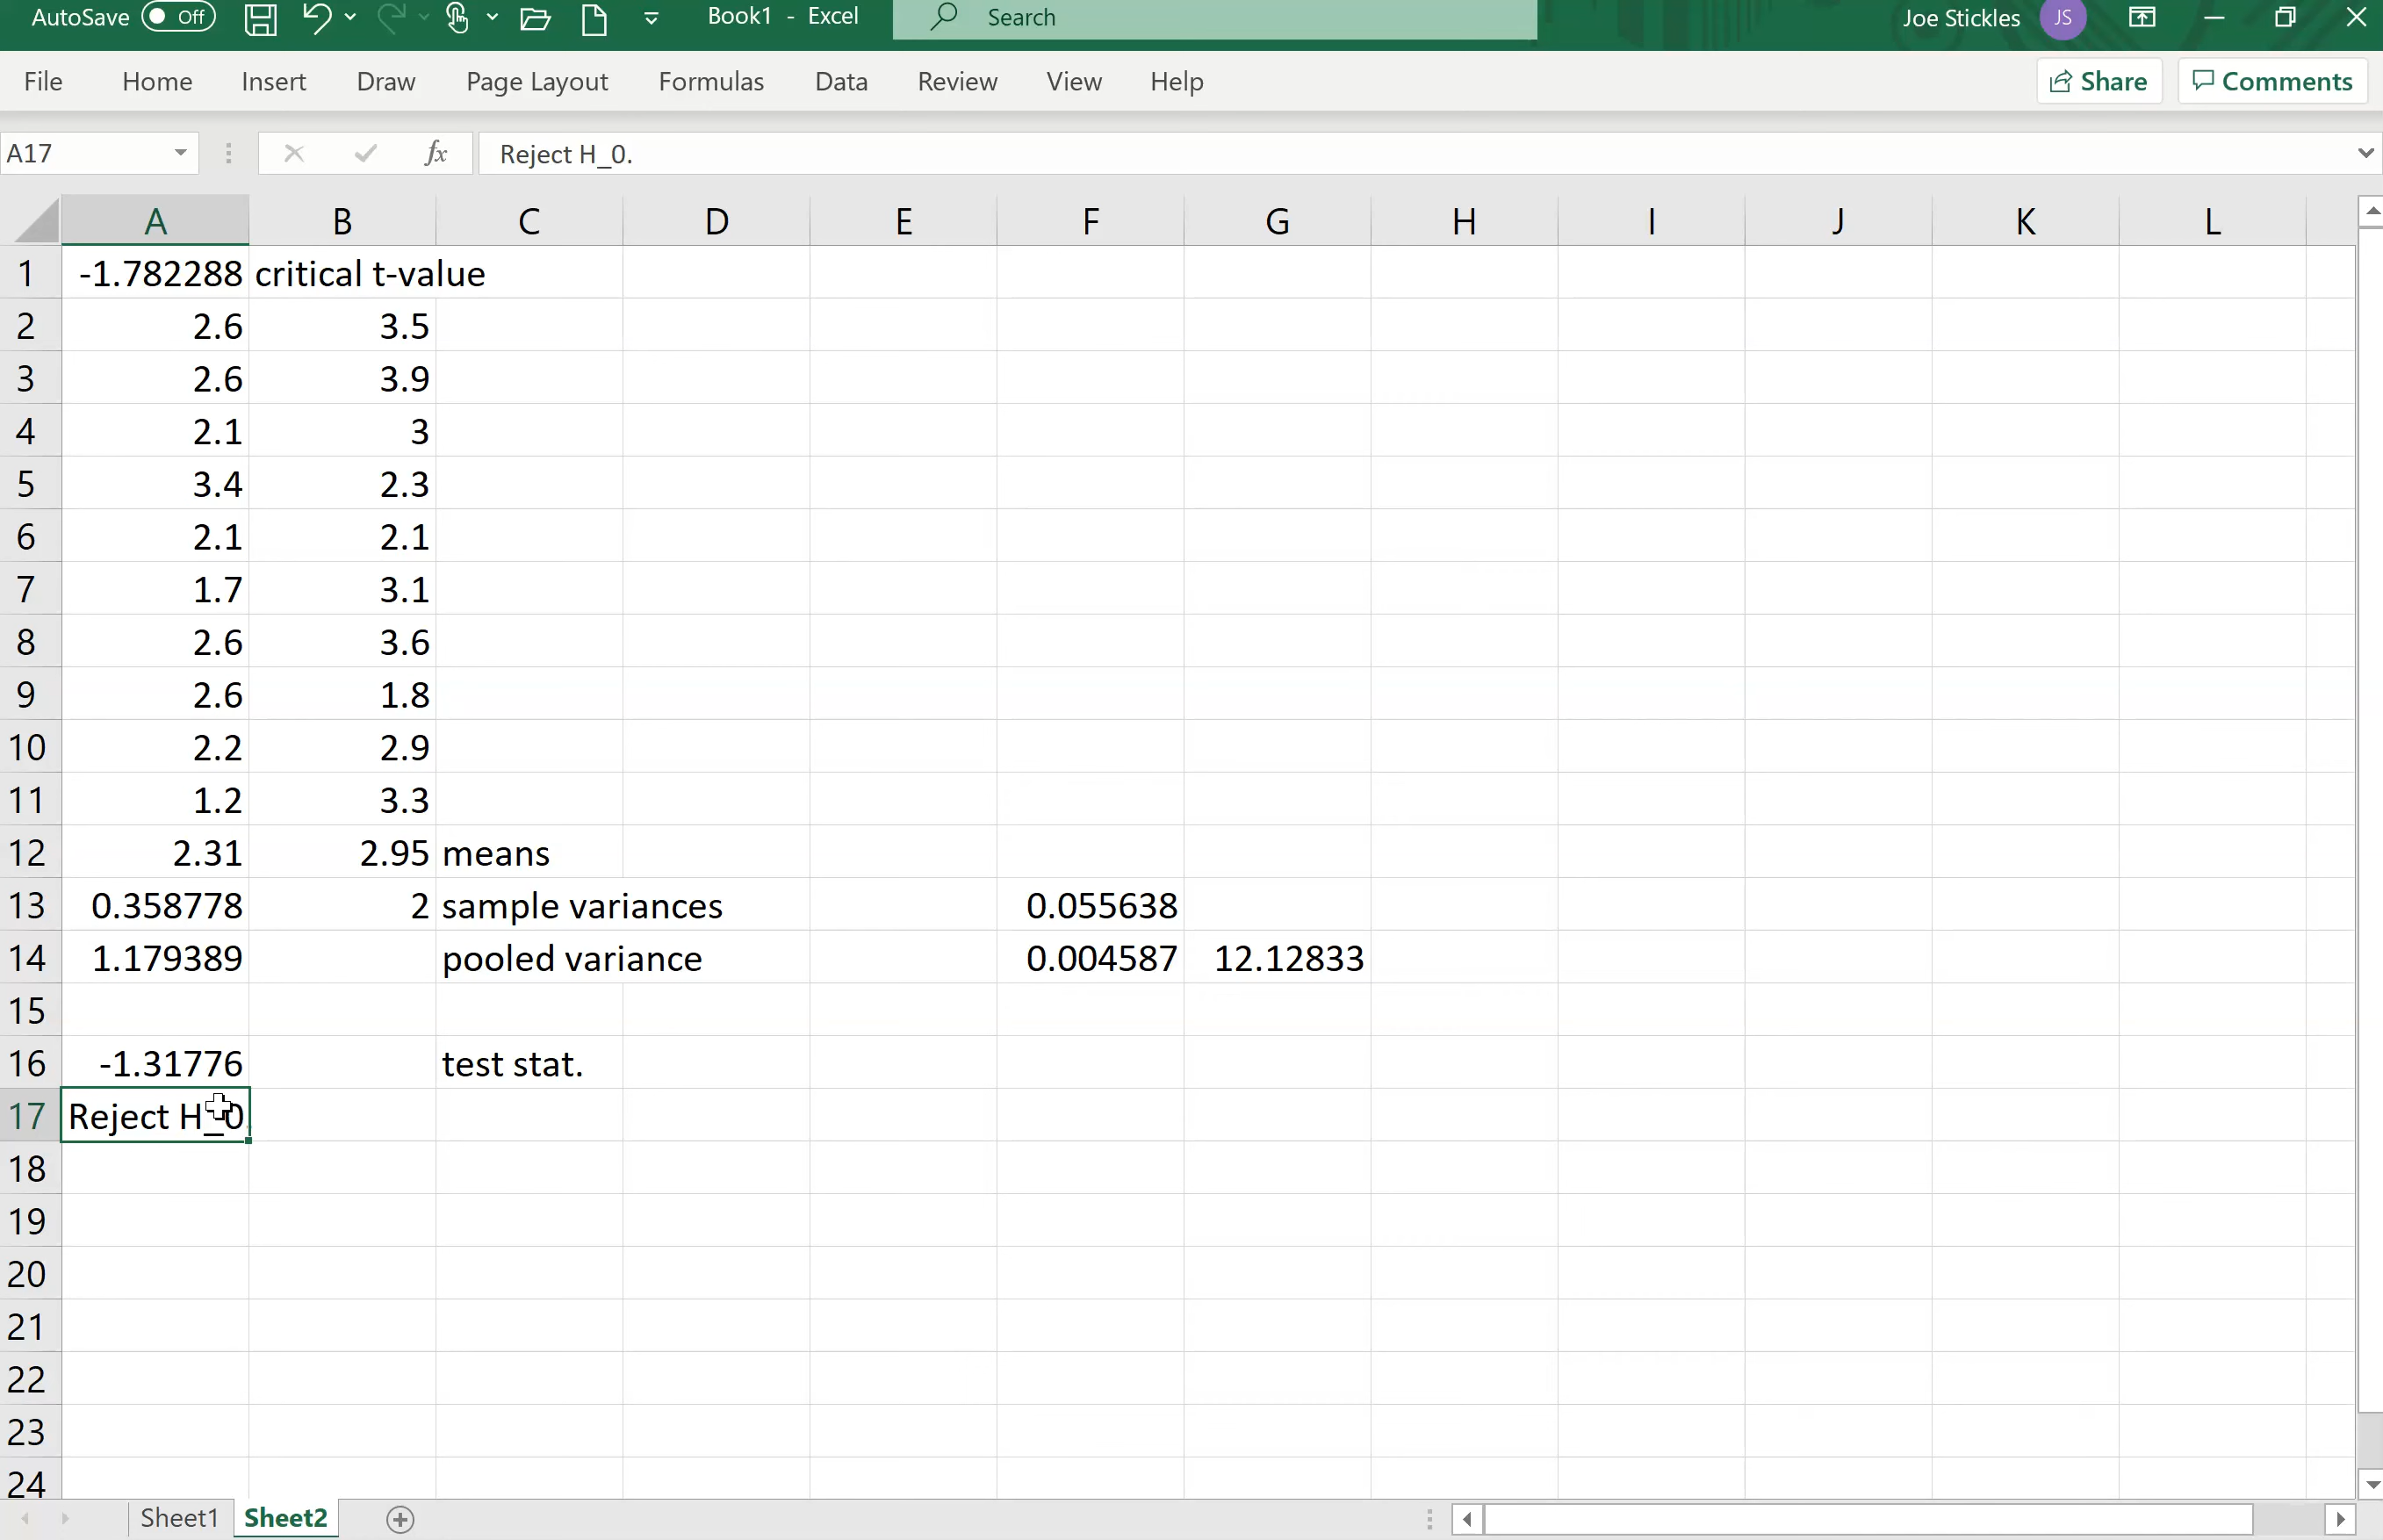 AutoSave Off Book1 - Excel Search Joe Stickles JS
File Home Insert Draw Page Layout Formulas Data Review View Help Share Comments
A17 fx Reject H_0.
A B C D E F G H I J K L
1 -1.782288 critical t-value
2 2.6 3.5
3 2.6 3.9
4 2.1 3
5 3.4 2.3
6 2.1 2.1
7 1.7 3.1
8 2.6 3.6
9 2.6 1.8
10 2.2 2.9
11 1.2 3.3
12 2.31 2.95 means
13 0.358778 2 sample variances 0.055638
14 1.179389 pooled variance 0.004587 12.12833
15
16 -1.31776 test stat.
17 Reject H_0
18
19
20
21
22
23
24
Sheet1 Sheet2